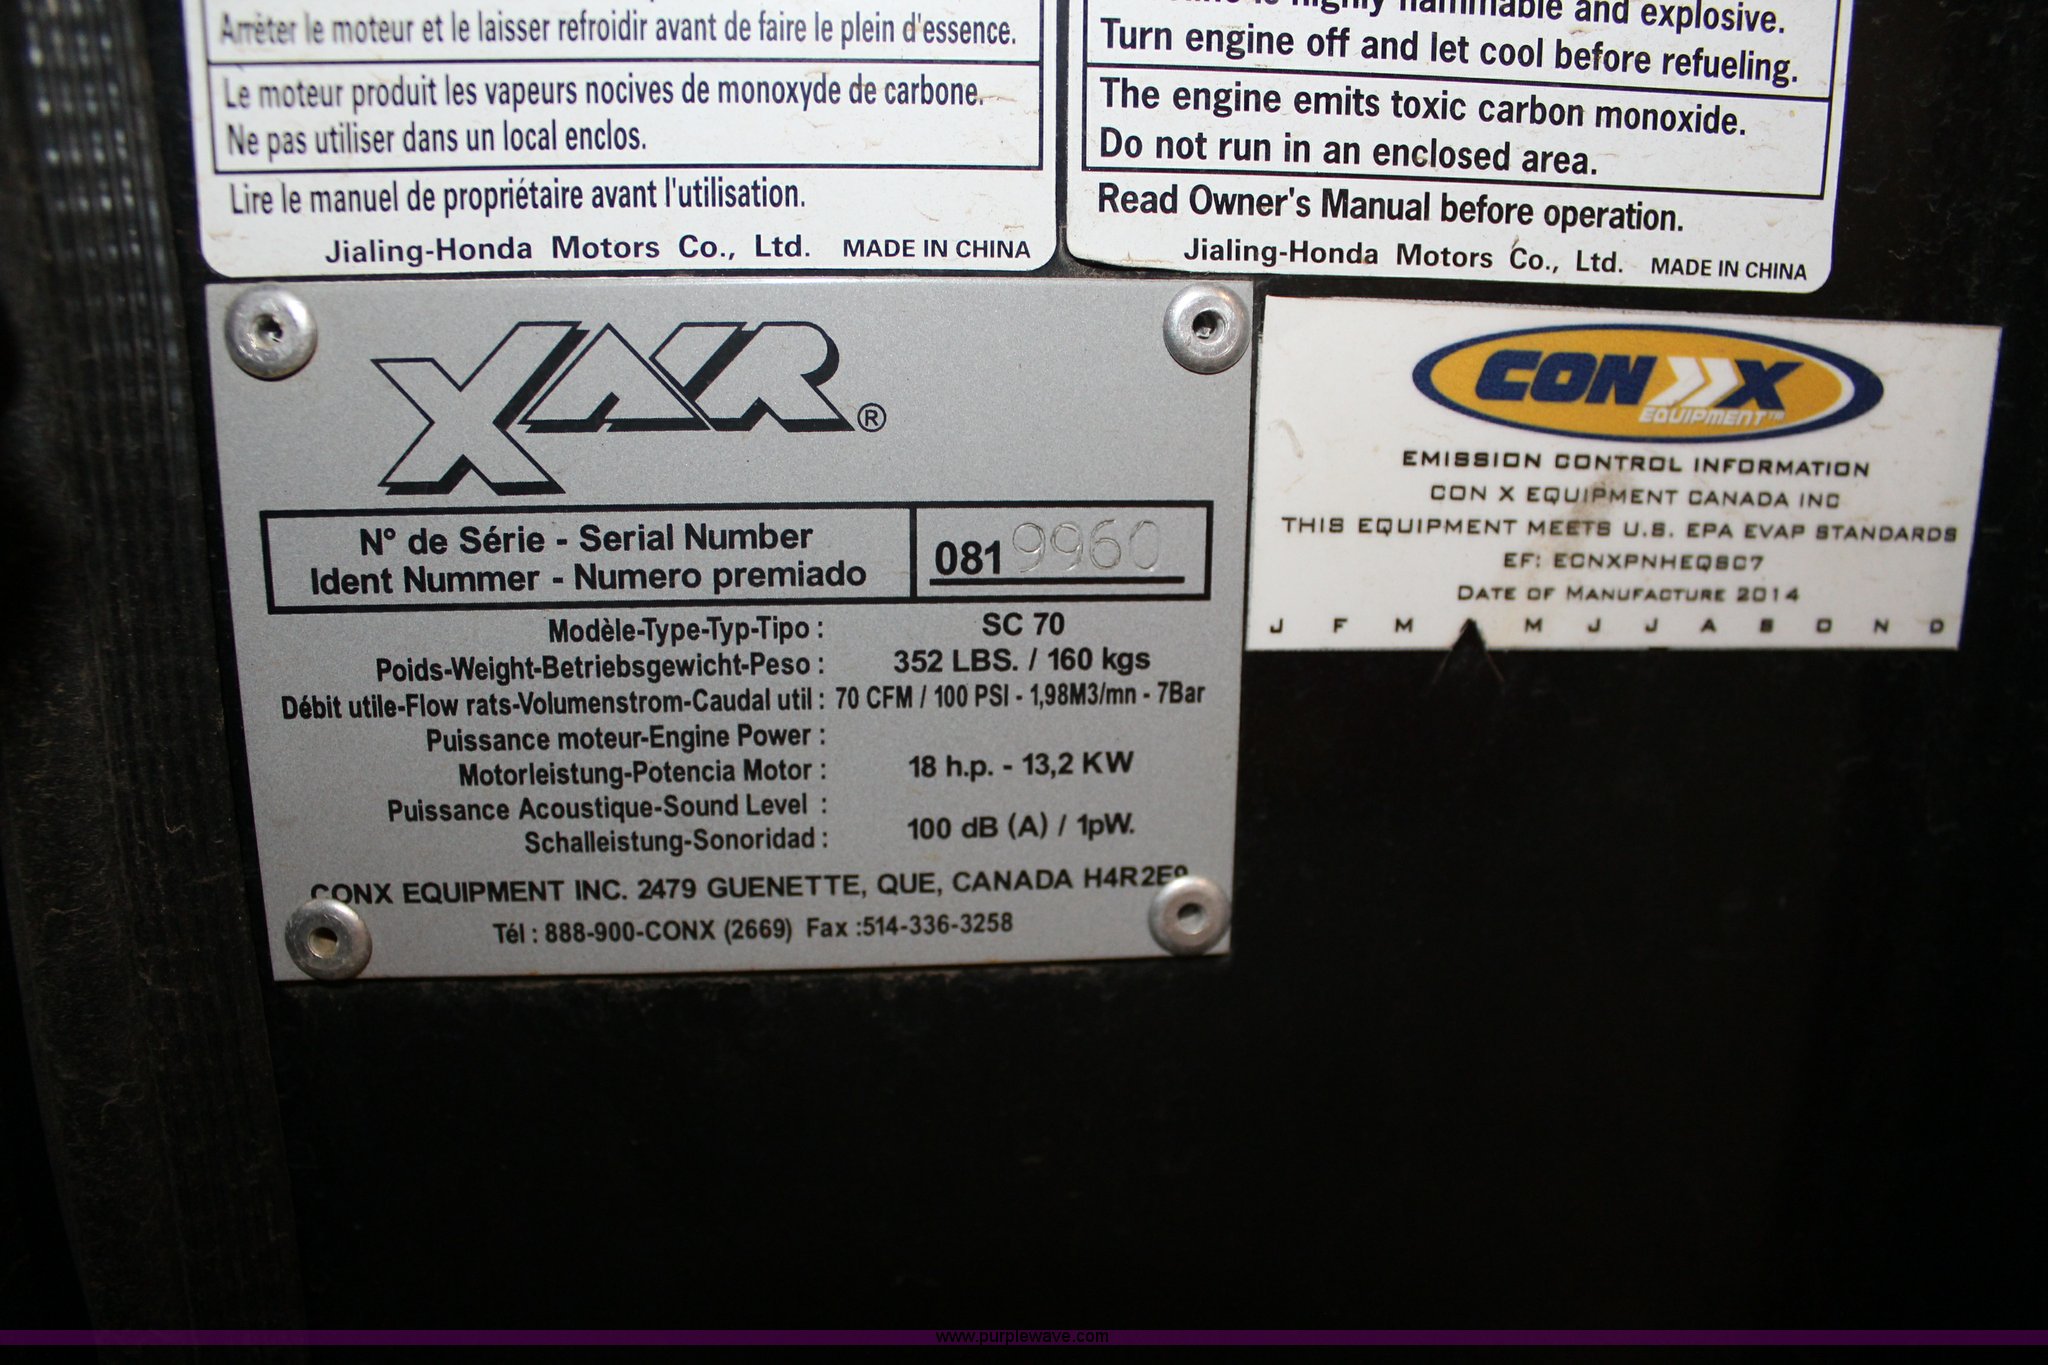 Arrêter le moteur et le laisser refroidir avant de faire le plein d'essence.
Le moteur produit les vapeurs nocives de monoxyde de carbone.
Ne pas utiliser dans un local enclos.
Lire le manuel de propriétaire avant l'utilisation.
Jialing-Honda Motors Co., Ltd. MADE IN CHINA
is highly flammable and explosive.
Turn engine off and let cool before refueling.
The engine emits toxic carbon monoxide.
Do not run in an enclosed area.
Read Owner's Manual before operation.
Jialing-Honda Motors Co., Ltd. MADE IN CHINA
XAIR®
N° de Série - Serial Number
Ident Nummer - Numero premiado
081 9960
Modèle-Type-Typ-Tipo : SC 70
Poids-Weight-Betriebsgewicht-Peso : 352 LBS. / 160 kgs
Débit utile-Flow rats-Volumenstrom-Caudal util : 70 CFM / 100 PSI - 1,98M3/mn - 7Bar
Puissance moteur-Engine Power :
Motorleistung-Potencia Motor : 18 h.p. - 13,2 KW
Puissance Acoustique-Sound Level :
Schalleistung-Sonoridad : 100 dB (A) / 1pW.
CONX EQUIPMENT INC. 2479 GUENETTE, QUE, CANADA H4R2E9
Tél : 888-900-CONX (2669) Fax :514-336-3258
CON X
EQUIPMENT™
EMISSION CONTROL INFORMATION
CON X EQUIPMENT CANADA INC
THIS EQUIPMENT MEETS U.S. EPA EVAP STANDARDS
EF: ECNXPNHEQSC7
DATE OF MANUFACTURE 2014
J F M A M J J A S O N D
www.purplewave.com